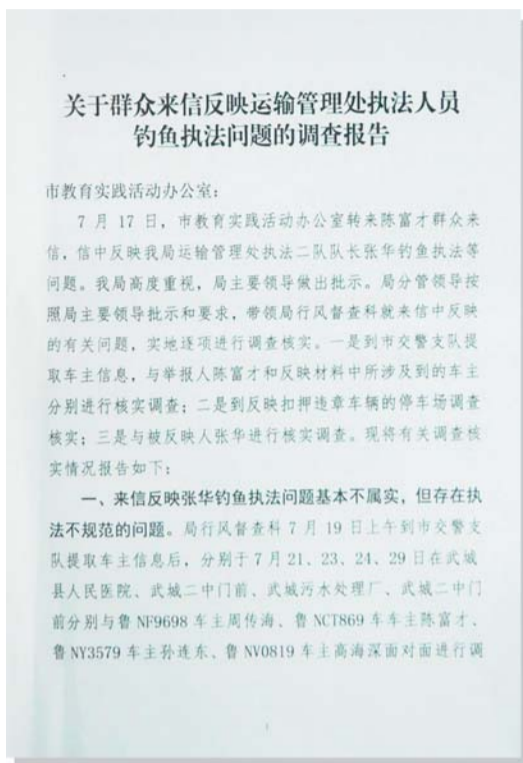 关于群众来信反映运输管理处执法人员
钓鱼执法问题的调查报告
市教育实践活动办公室：
7 月 17 日，市教育实践活动办公室转来陈富才群众来
信，信中反映我局运输管理处执法二队队长张华钓鱼执法等
问题。我局高度重视，局主要领导做出批示。局分管领导按
照局主要领导批示和要求，带领局行风督查科就来信中反映
的有关问题，实地逐项进行调查核实。一是到市交警支队提
取车主信息，与举报人陈富才和反映材料中所涉及到的车主
分别进行核实调查；二是到反映扣押违章车辆的停车场调查
核实；三是与被反映人张华进行核实调查。现将有关调查核
实情况报告如下：
一、来信反映张华钓鱼执法问题基本不属实，但存在执
法不规范的问题。局行风督查科 7 月 19 日上午到市交警支
队提取车主信息后，分别于 7 月 21、23、24、29 日在武城
县人民医院、武城二中门前、武城污水处理厂、武城二中门
前分别与鲁 NF9698 车主周传海、鲁 NCT869 车车主陈富才、
鲁 NY3579 车主孙连东、鲁 NV0819 车主高海深面对面进行调
1